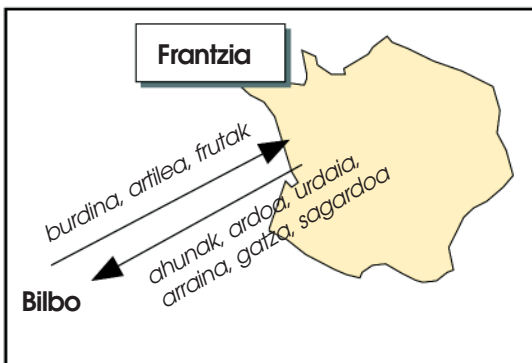 Frantzia
burdina, artilea, frutak
ahunak, ardoa, urdaia,
arraina, gatza, sagardoa
Bilbo